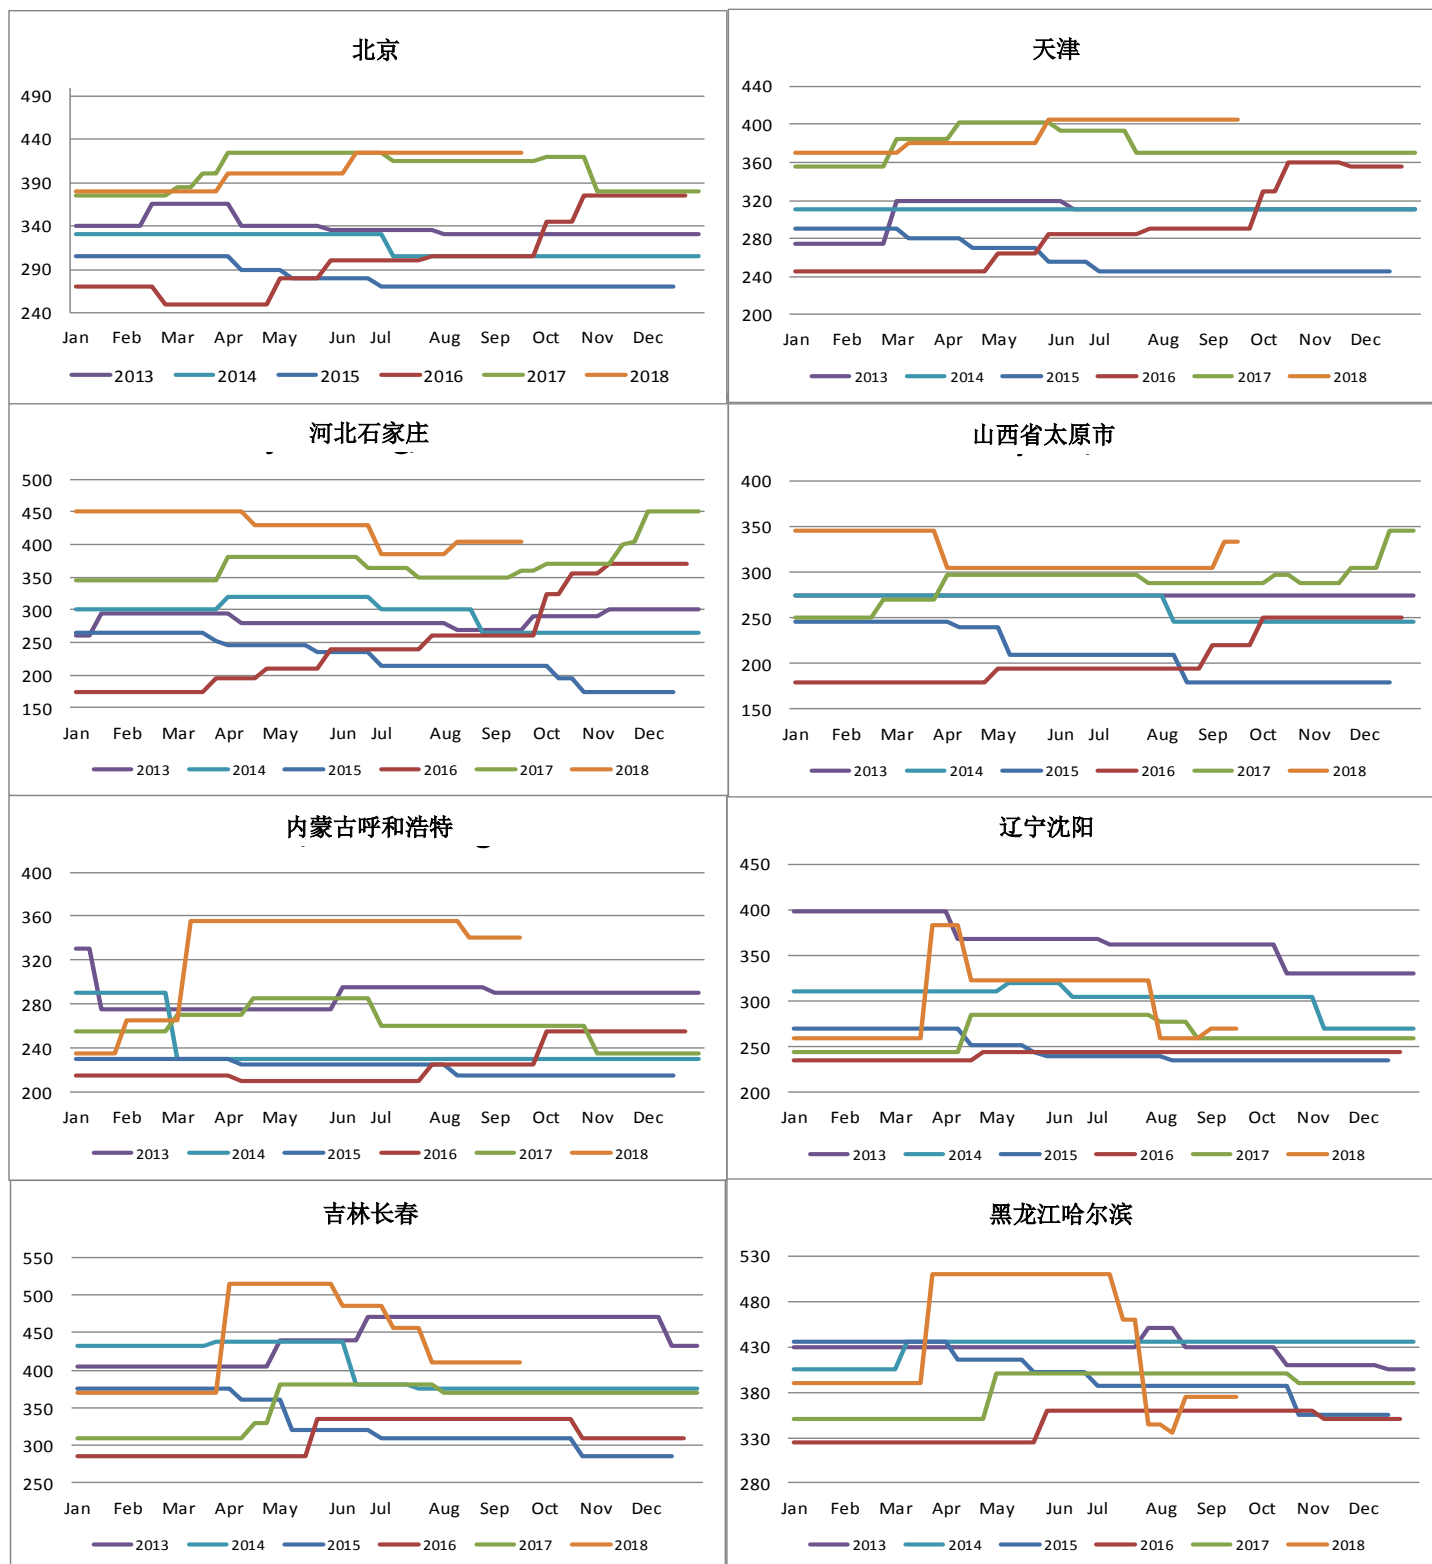 北京
490
440
390
340
290
240
Jan Feb Mar Apr May Jun Jul Aug Sep Oct Nov Dec
2013 2014 2015 2016 2017 2018
天津
440
400
360
320
280
240
200
Jan Feb Mar Apr May Jun Jul Aug Sep Oct Nov Dec
2013 2014 2015 2016 2017 2018
河北石家庄
500
450
400
350
300
250
200
150
Jan Feb Mar Apr May Jun Jul Aug Sep Oct Nov Dec
2013 2014 2015 2016 2017 2018
山西省太原市
400
350
300
250
200
150
Jan Feb Mar Apr May Jun Jul Aug Sep Oct Nov Dec
2013 2014 2015 2016 2017 2018
内蒙古呼和浩特
400
360
320
280
240
200
Jan Feb Mar Apr May Jun Jul Aug Sep Oct Nov Dec
2013 2014 2015 2016 2017 2018
辽宁沈阳
450
400
350
300
250
200
Jan Feb Mar Apr May Jun Jul Aug Sep Oct Nov Dec
2013 2014 2015 2016 2017 2018
吉林长春
550
500
450
400
350
300
250
Jan Feb Mar Apr May Jun Jul Aug Sep Oct Nov Dec
2013 2014 2015 2016 2017 2018
黑龙江哈尔滨
530
480
430
380
330
280
Jan Feb Mar Apr May Jun Jul Aug Sep Oct Nov Dec
2013 2014 2015 2016 2017 2018